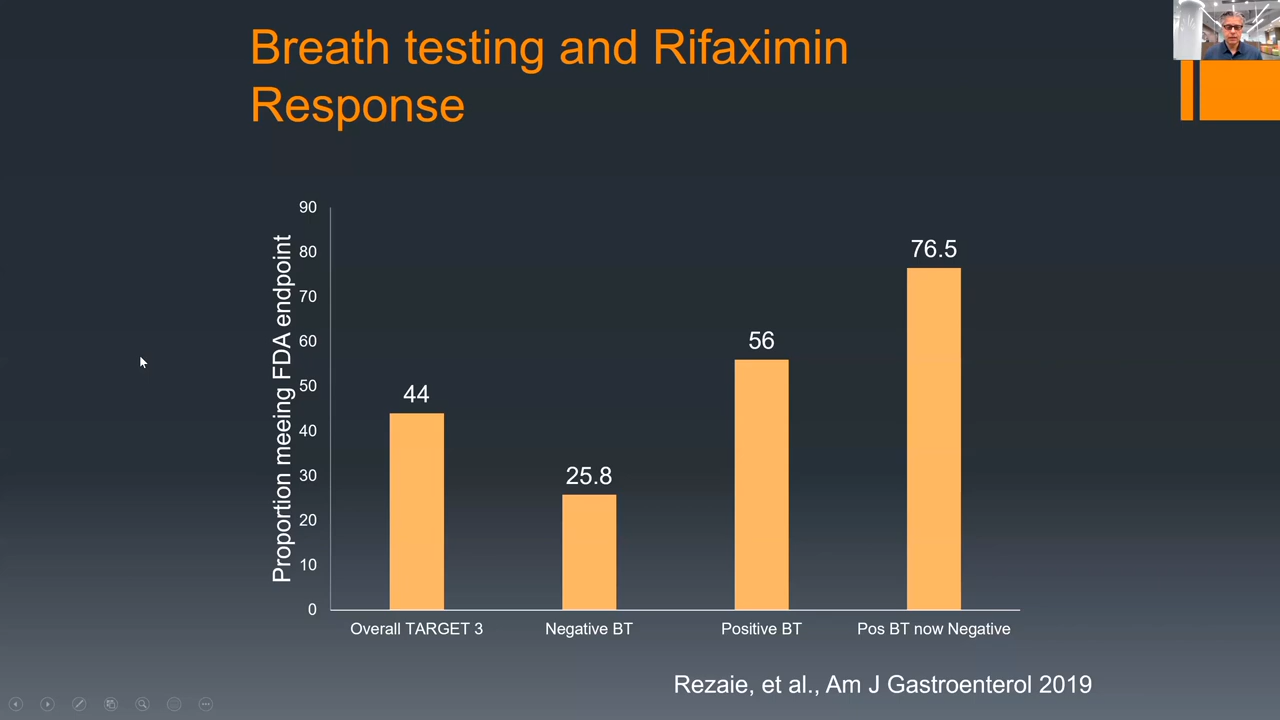 Breath testing and Rifaximin
Response
Proportion meeing FDA endpoint
90
80
70
60
50
40
30
20
10
0
44
25.8
56
76.5
Overall TARGET 3
Negative BT
Positive BT
Pos BT now Negative
Rezaie, et al., Am J Gastroenterol 2019